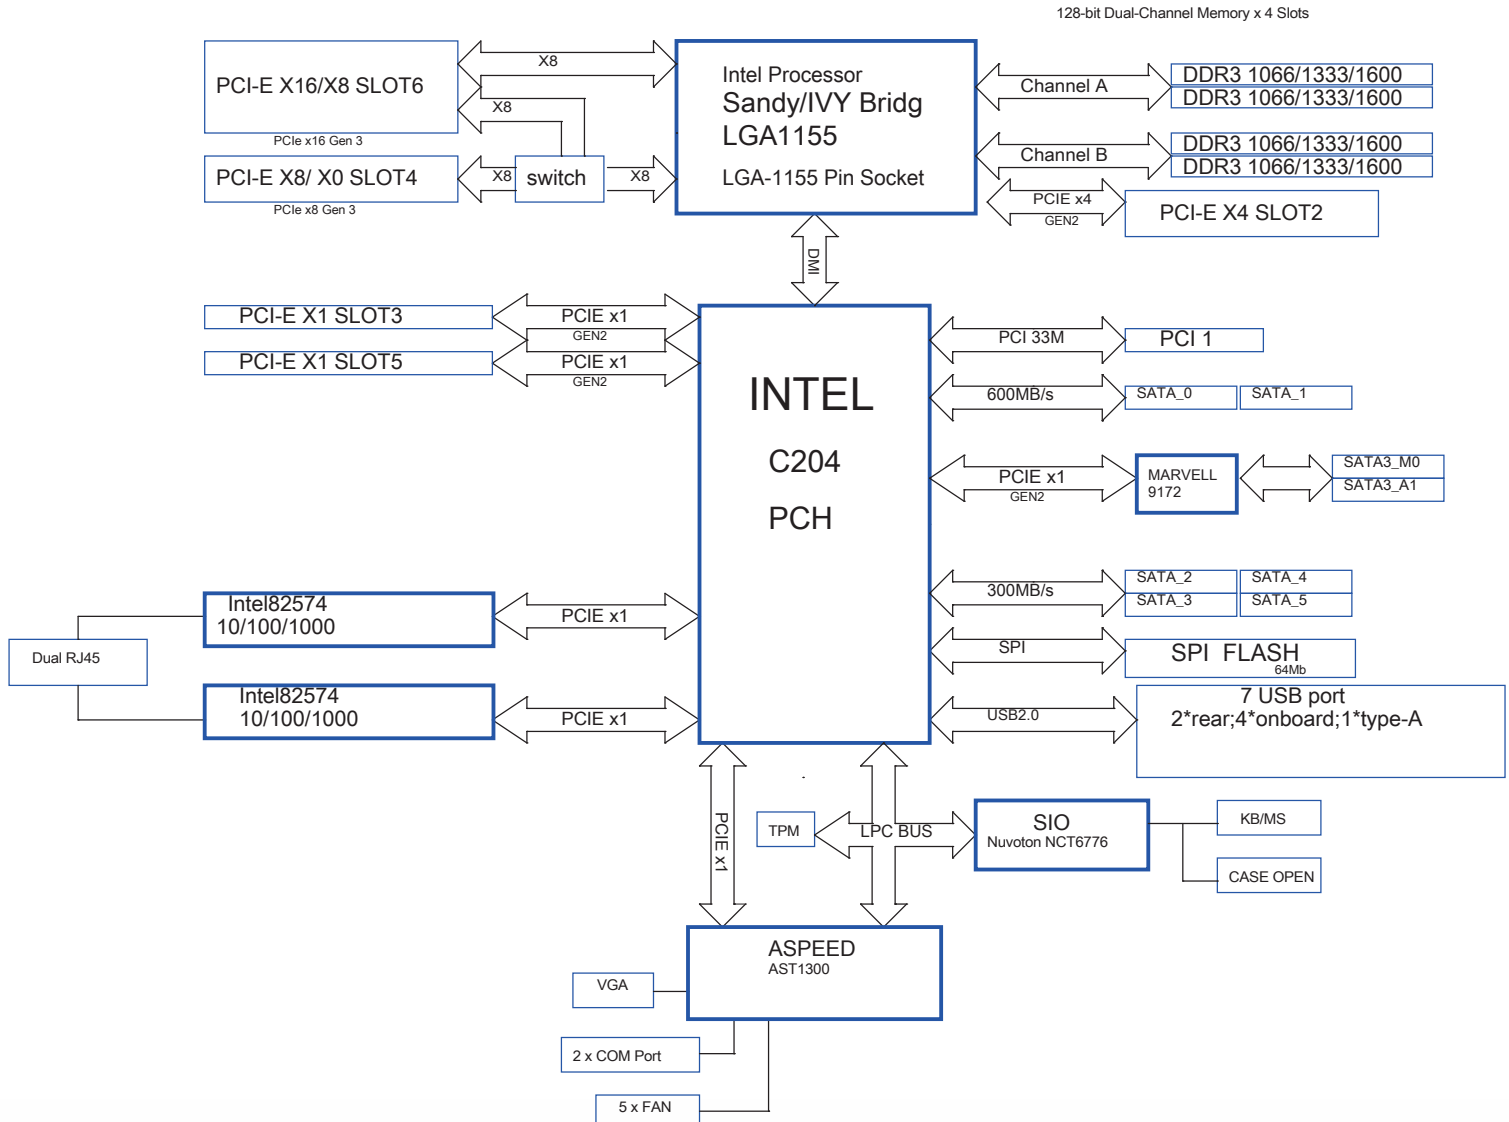 128-bit Dual-Channel Memory x 4 Slots
PCI-E X16/X8 SLOT6
PCIe x16 Gen 3
X8
X8
PCI-E X8/ X0 SLOT4
PCIe x8 Gen 3
X8
switch
X8
Intel Processor
Sandy/IVY Bridg
LGA1155
LGA-1155 Pin Socket
Channel A
DDR3 1066/1333/1600
DDR3 1066/1333/1600
Channel B
DDR3 1066/1333/1600
DDR3 1066/1333/1600
PCIE x4
GEN2
PCI-E X4 SLOT2
DMI
PCI-E X1 SLOT3
PCIE x1
GEN2
PCI-E X1 SLOT5
PCIE x1
GEN2
INTEL
C204
PCH
PCI 33M
PCI 1
600MB/s
SATA_0
SATA_1
PCIE x1
GEN2
MARVELL
9172
SATA3_M0
SATA3_A1
300MB/s
SATA_2
SATA_4
SATA_3
SATA_5
SPI
SPI FLASH
64Mb
USB2.0
7 USB port
2*rear;4*onboard;1*type-A
Intel82574
10/100/1000
PCIE x1
Dual RJ45
Intel82574
10/100/1000
PCIE x1
PCIE x1
TPM
LPC BUS
SIO
Nuvoton NCT6776
KB/MS
CASE OPEN
ASPEED
AST1300
VGA
2 x COM Port
5 x FAN